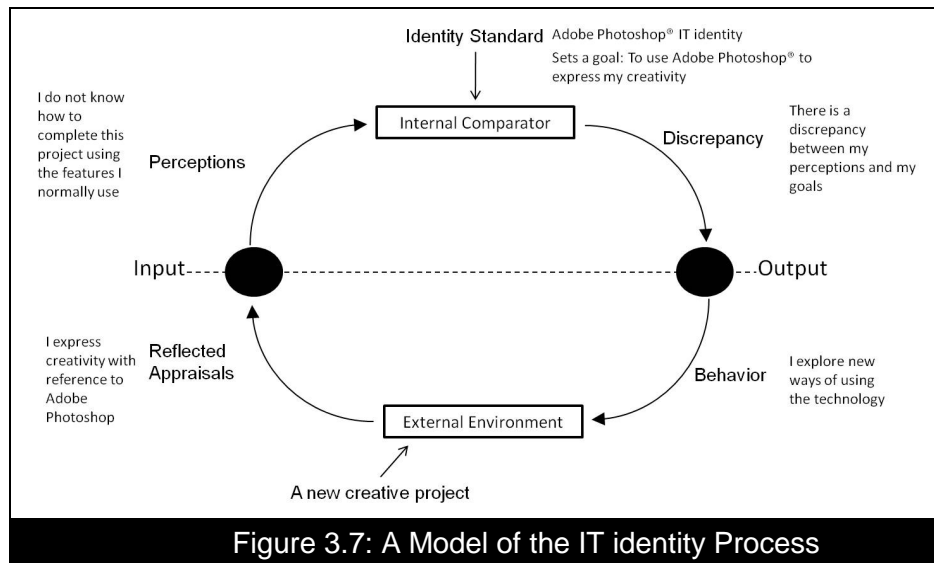 Identity Standard
Adobe Photoshop® IT identity
Sets a goal: To use Adobe Photoshop® to
express my creativity
I do not know
how to
complete this
project using
the features I
normally use
Perceptions
Internal Comparator
Discrepancy
There is a
discrepancy
between my
perceptions and my
goals
Input
Output
I express
creativity with
reference to
Adobe
Photoshop
Reflected
Appraisals
External Environment
Behavior
I explore new
ways of using
the technology
A new creative project
Figure 3.7: A Model of the IT identity Process